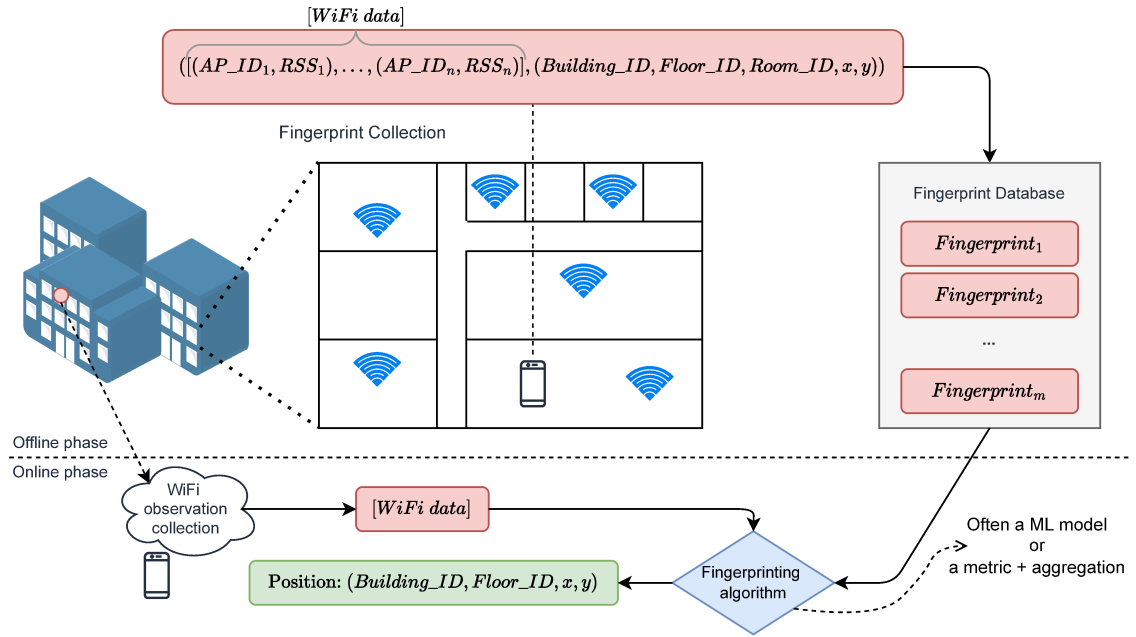 [WiFi data]
([(AP_ID₁, RSS₁), . . . , (AP_IDₙ, RSSₙ)], (Building_ID, Floor_ID, Room_ID, x, y))
Fingerprint Collection
Fingerprint Database
Fingerprint₁
Fingerprint₂
...
Fingerprintₘ
Offline phase
Online phase
WiFi
observation
collection
[WiFi data]
Often a ML model
or
a metric + aggregation
Fingerprinting
algorithm
Position: (Building_ID, Floor_ID, x, y)